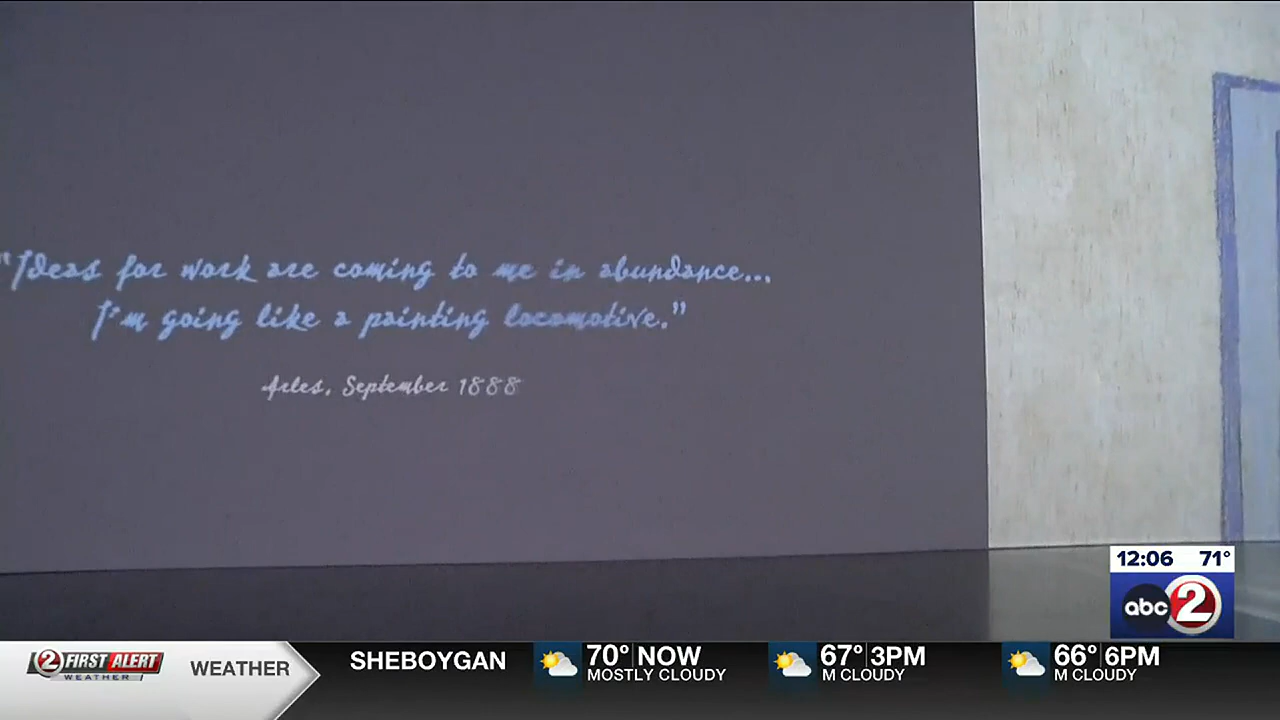 "Ideas for work are coming to me in abundance...
I'm going like a painting locomotive."
Arles, September 1888
12:06 71°
abc 2
2 FIRST ALERT
WEATHER
WEATHER
SHEBOYGAN
70° NOW
MOSTLY CLOUDY
67° 3PM
M CLOUDY
66° 6PM
M CLOUDY